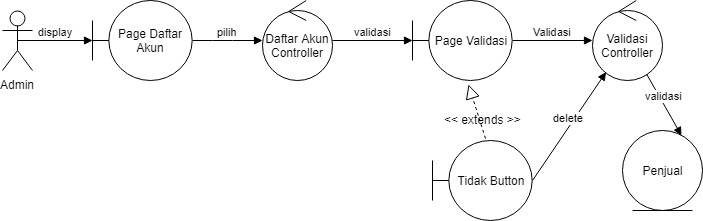 display
Page Daftar
Akun
pilih
Daftar Akun
Controller
validasi
Page Validasi
Validasi
Validasi
Controller
Admin
validasi
<< extends >>
delete
Tidak Button
Penjual